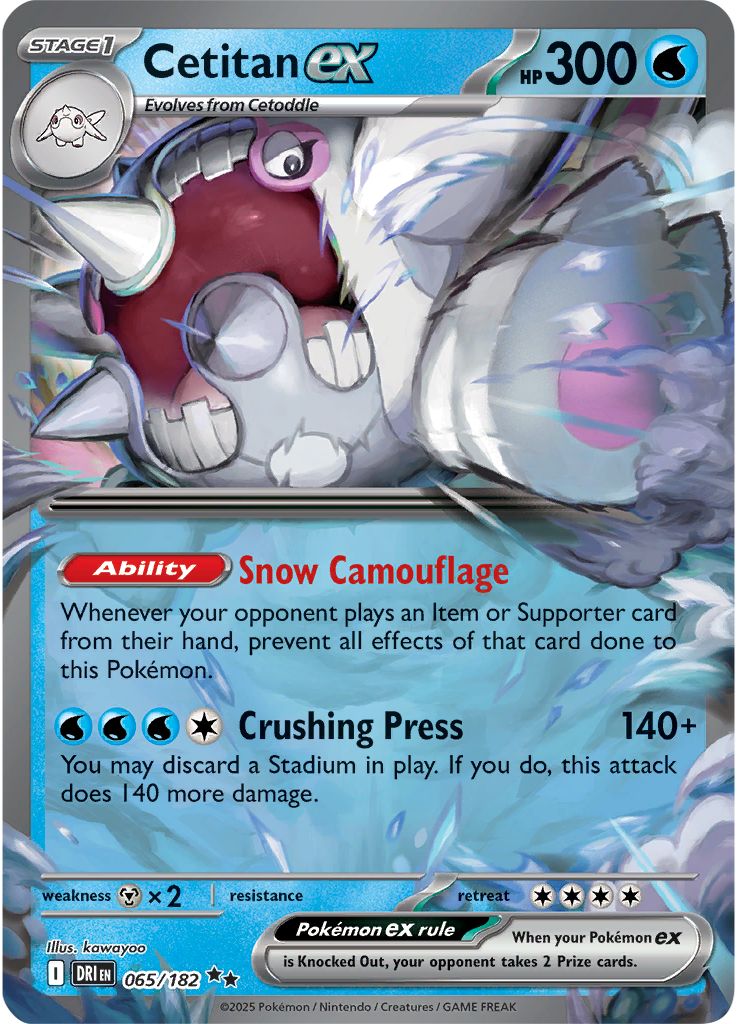 STAGE1
Cetitan ex
HP 300
Evolves from Cetoddle
Ability Snow Camouflage
Whenever your opponent plays an Item or Supporter card
from their hand, prevent all effects of that card done to
this Pokémon.
Crushing Press 140+
You may discard a Stadium in play. If you do, this attack
does 140 more damage.
weakness ×2 resistance retreat
Pokémon ex rule When your Pokémon ex
is Knocked Out, your opponent takes 2 Prize cards.
Illus. kawayoo
I DRI EN 065/182
©2025 Pokémon / Nintendo / Creatures / GAME FREAK